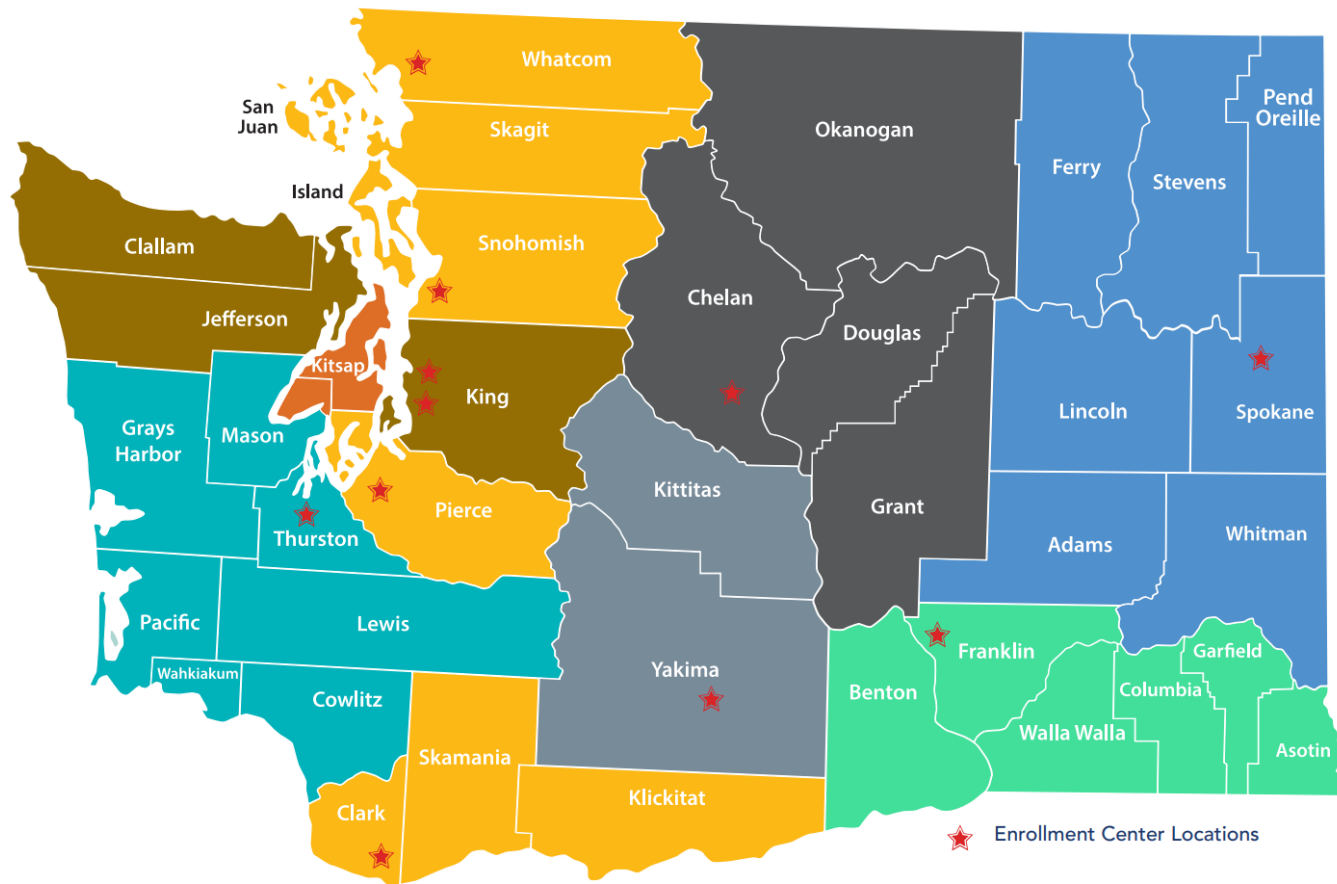 Whatcom
San
Juan
Skagit
Okanogan
Pend
Oreille
Ferry
Stevens
Island
Clallam
Snohomish
Jefferson
Chelan
Douglas
Kitsap
King
Lincoln
Spokane
Grays
Harbor
Mason
Kittitas
Grant
Pierce
Thurston
Adams
Whitman
Pacific
Lewis
Franklin
Garfield
Wahkiakum
Yakima
Benton
Columbia
Cowlitz
Walla Walla
Skamania
Asotin
Klickitat
Clark
Enrollment Center Locations